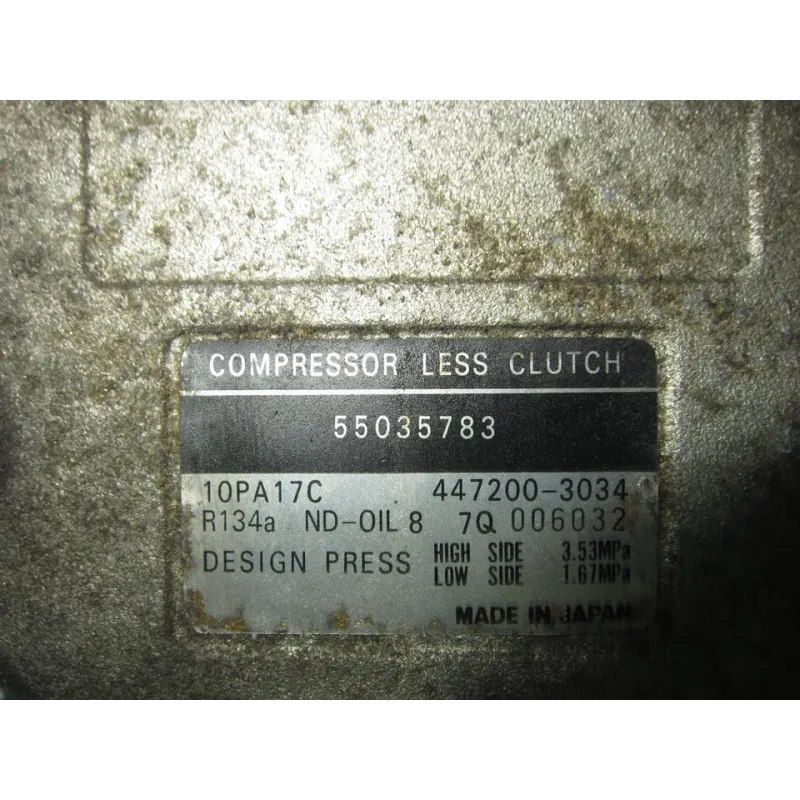 COMPRESSOR LESS CLUTCH
55035783
10PA17C 447200-3034
R134a ND-OIL 8 7Q 006032
DESIGN PRESS HIGH SIDE 3.53MPa
LOW SIDE 1.67MPa
MADE IN JAPAN